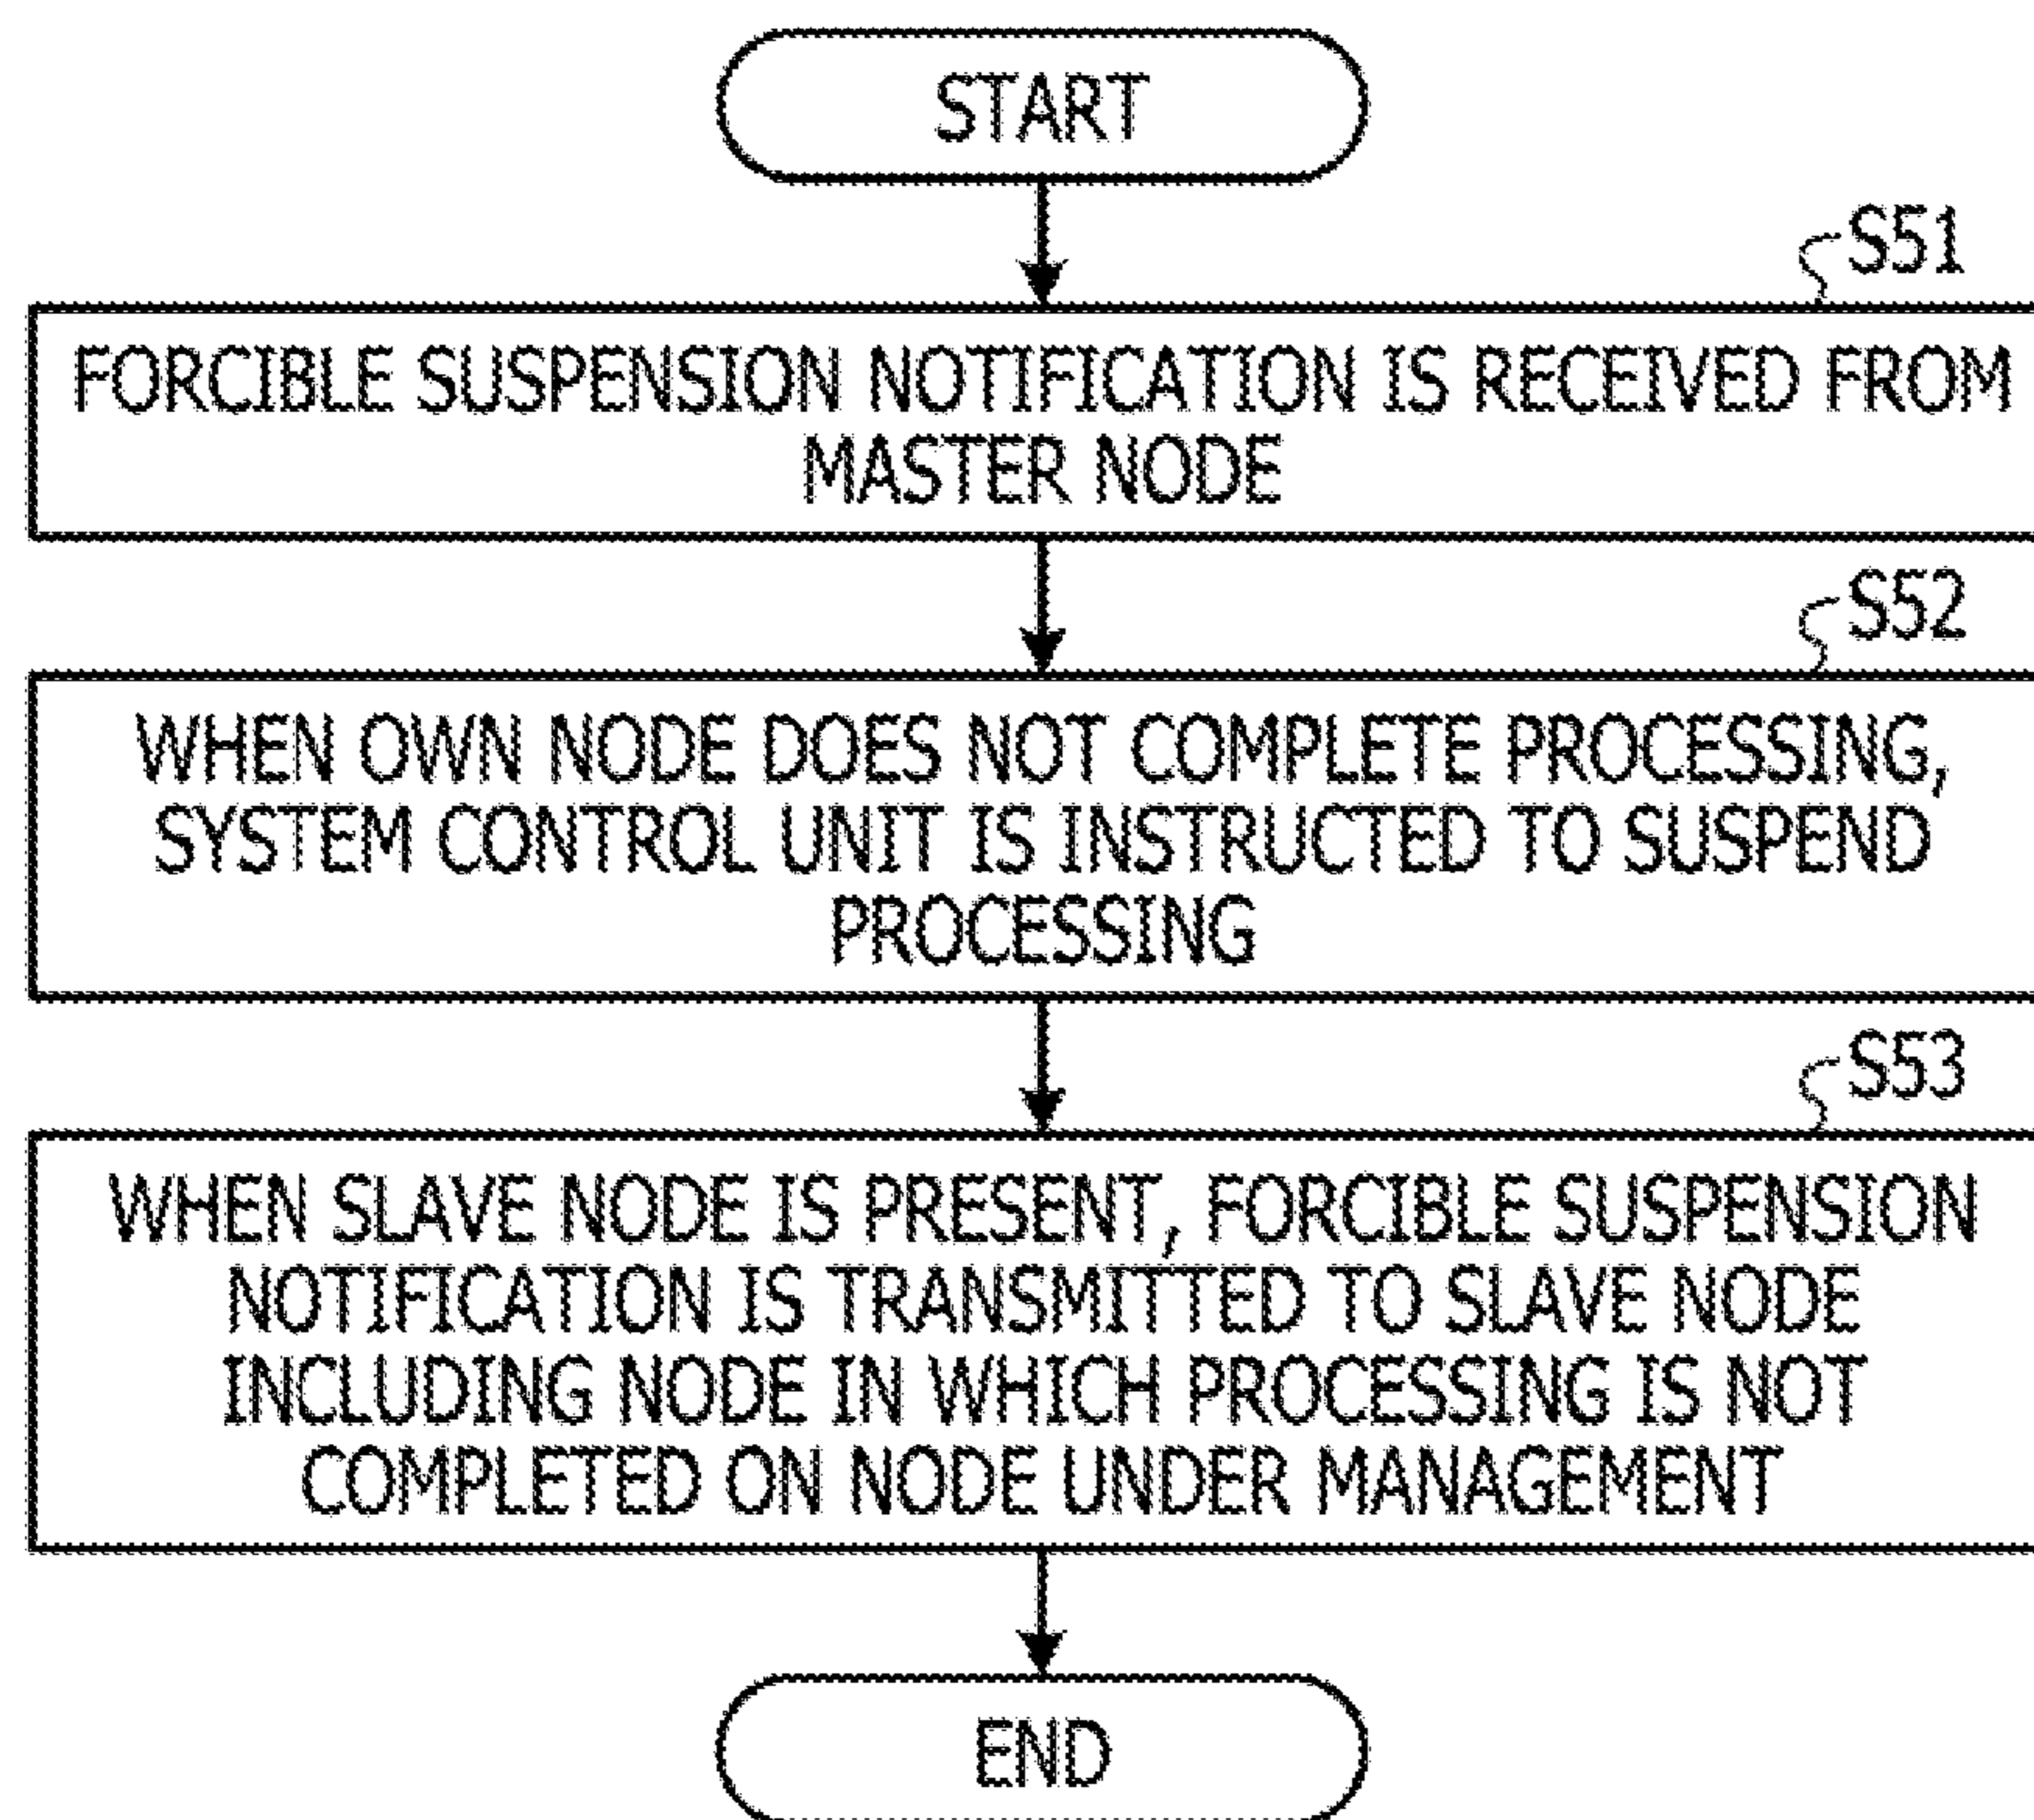 START
S51
FORCIBLE SUSPENSION NOTIFICATION IS RECEIVED FROM
MASTER NODE
S52
WHEN OWN NODE DOES NOT COMPLETE PROCESSING,
SYSTEM CONTROL UNIT IS INSTRUCTED TO SUSPEND
PROCESSING
S53
WHEN SLAVE NODE IS PRESENT, FORCIBLE SUSPENSION
NOTIFICATION IS TRANSMITTED TO SLAVE NODE
INCLUDING NODE IN WHICH PROCESSING IS NOT
COMPLETED ON NODE UNDER MANAGEMENT
END